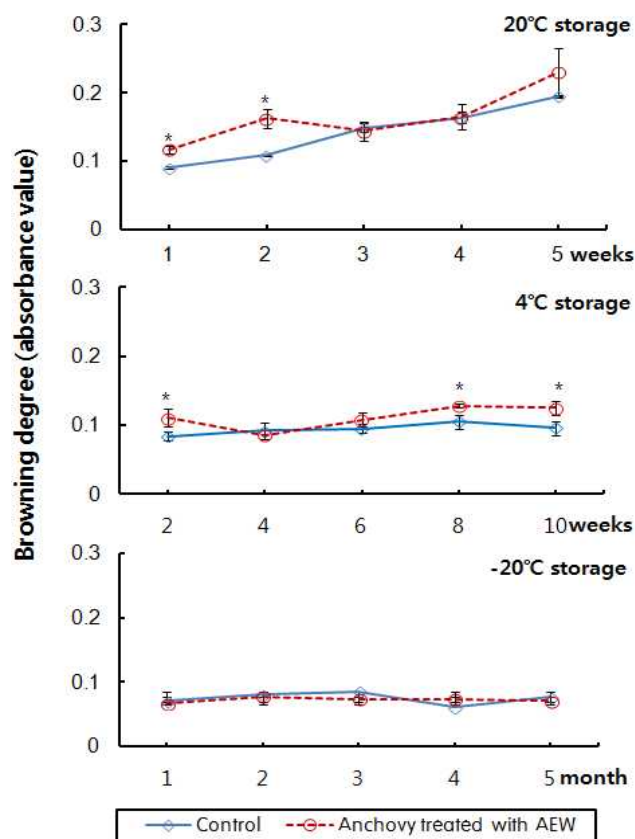 Browning degree (absorbance value)
20℃ storage
0.3
0.2
0.1
0
*
*
1 2 3 4 5 weeks
4℃ storage
0.3
0.2
0.1
0
*
*
*
2 4 6 8 10 weeks
-20℃ storage
0.3
0.2
0.1
0
1 2 3 4 5 month
Control Anchovy treated with AEW